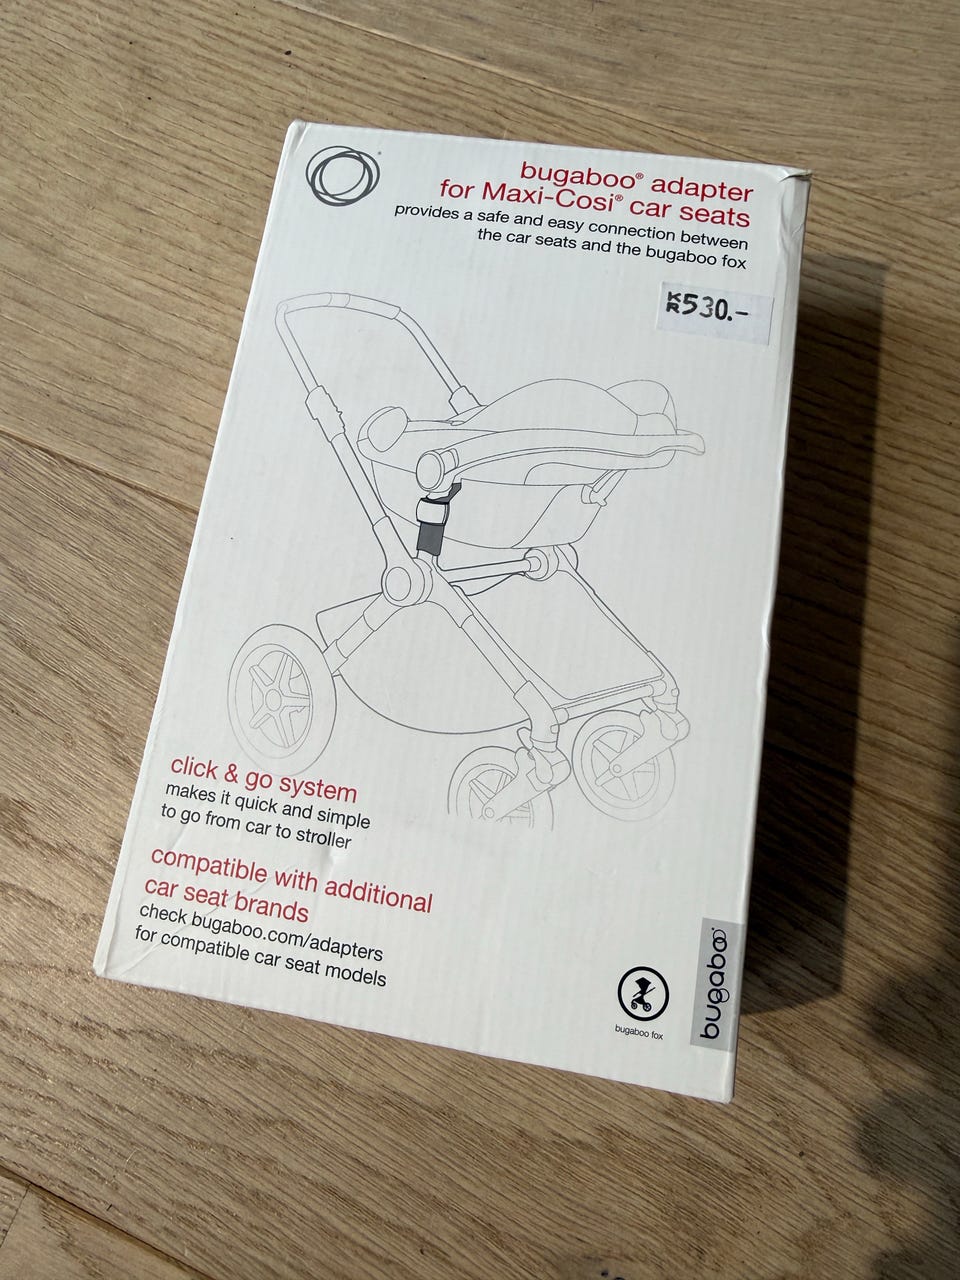 bugaboo® adapter
for Maxi-Cosi® car seats
provides a safe and easy connection between
the car seats and the bugaboo fox
KR530.-
click & go system
makes it quick and simple
to go from car to stroller
compatible with additional
car seat brands
check bugaboo.com/adapters
for compatible car seat models
bugaboo fox
bugaboo